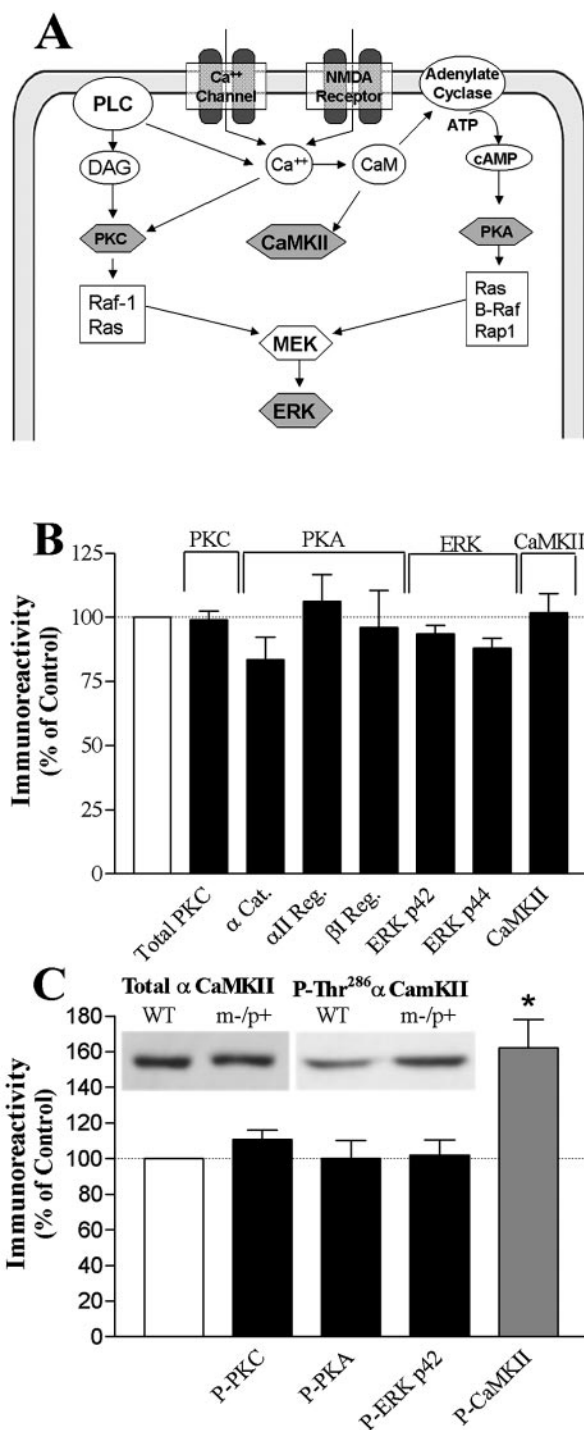 A
Ca++
Channel
NMDA
Receptor
Adenylate
Cyclase
PLC
ATP
DAG
Ca++
CaM
cAMP
PKC
CaMKII
PKA
Raf-1
Ras
Ras
B-Raf
Rap1
MEK
ERK
B
PKC
PKA
ERK
CaMKII
Immunoreactivity
(% of Control)
125
100
75
50
25
0
Total PKC
α Cat.
αII Reg.
βI Reg.
ERK p42
ERK p44
CaMKII
C
Total α CaMKII
P-Thr286α CamKII
WT
m-/p+
WT
m-/p+
*
Immunoreactivity
(% of Control)
180
160
140
120
100
80
60
40
20
0
P-PKC
P-PKA
P-ERK p42
P-CaMKII